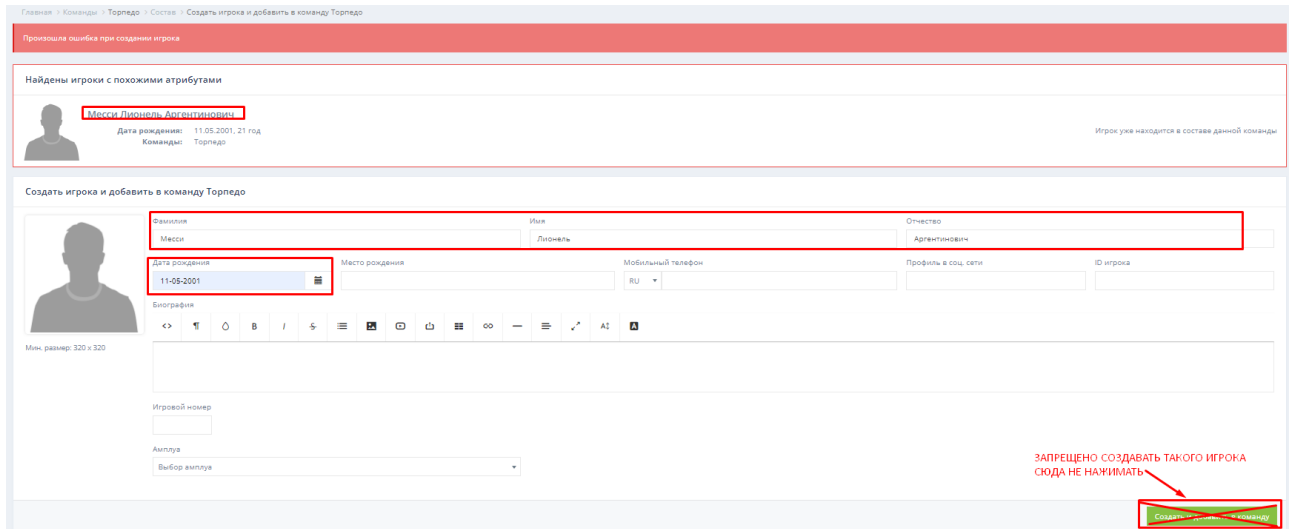 Главная > Команды > Торпедо > Состав > Создать игрока и добавить в команду Торпедо
Произошла ошибка при создании игрока
Найдены игроки с похожими атрибутами
Месси Лионель Аргентинович
Дата рождения: 11.05.2001, 21 год
Команды: Торпедо
Игрок уже находится в составе данной команды
Создать игрока и добавить в команду Торпедо
Фамилия Имя Отчество
Месси Лионель Аргентинович
Дата рождения Место рождения Мобильный телефон Профиль в соц. сети ID игрока
11-05-2001 RU
Биография
Мин. размер: 320 x 320
Игровой номер
Амплуа
Выбор амплуа
ЗАПРЕЩЕНО СОЗДАВАТЬ ТАКОГО ИГРОКА
СЮДА НЕ НАЖИМАТЬ
Создать команду